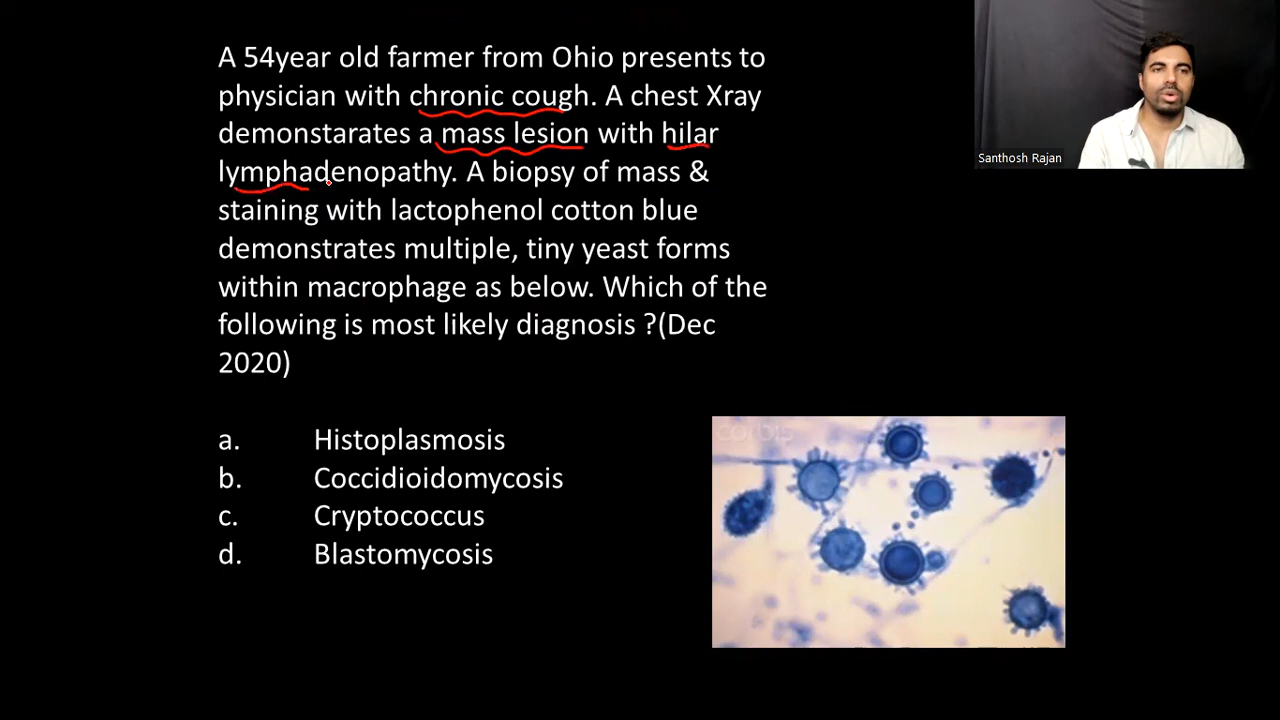 A 54year old farmer from Ohio presents to
physician with chronic cough. A chest Xray
demonstarates a mass lesion with hilar
lymphadenopathy. A biopsy of mass &
staining with lactophenol cotton blue
demonstrates multiple, tiny yeast forms
within macrophage as below. Which of the
following is most likely diagnosis ?(Dec
2020)
a. Histoplasmosis
b. Coccidioidomycosis
c. Cryptococcus
d. Blastomycosis
Santhosh Rajan
corbis